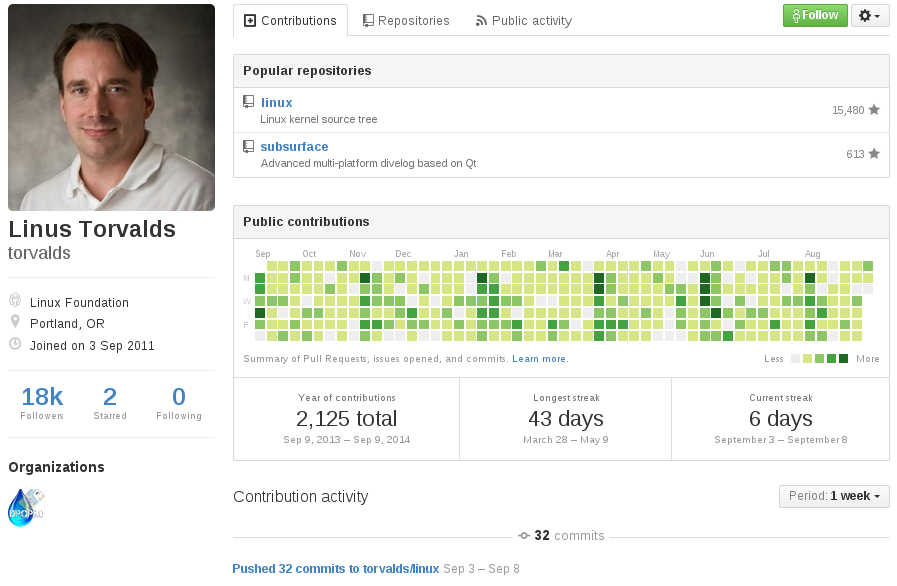 Contributions
Repositories
Public activity
Follow
Popular repositories
linux
Linux kernel source tree
15,480
subsurface
Advanced multi-platform divelog based on Qt
613
Linus Torvalds
torvalds
Linux Foundation
Portland, OR
Joined on 3 Sep 2011
18k 2 0
Followers Starred Following
Organizations
DPOPRO
Public contributions
Sep Oct Nov Dec Jan Feb Mar Apr May Jun Jul Aug
M
W
F
Summary of Pull Requests, issues opened, and commits. Learn more.
Less More
Year of contributions
2,125 total
Sep 9, 2013 – Sep 9, 2014
Longest streak
43 days
March 28 – May 9
Current streak
6 days
September 3 – September 8
Contribution activity
Period: 1 week
32 commits
Pushed 32 commits to torvalds/linux Sep 3 – Sep 8